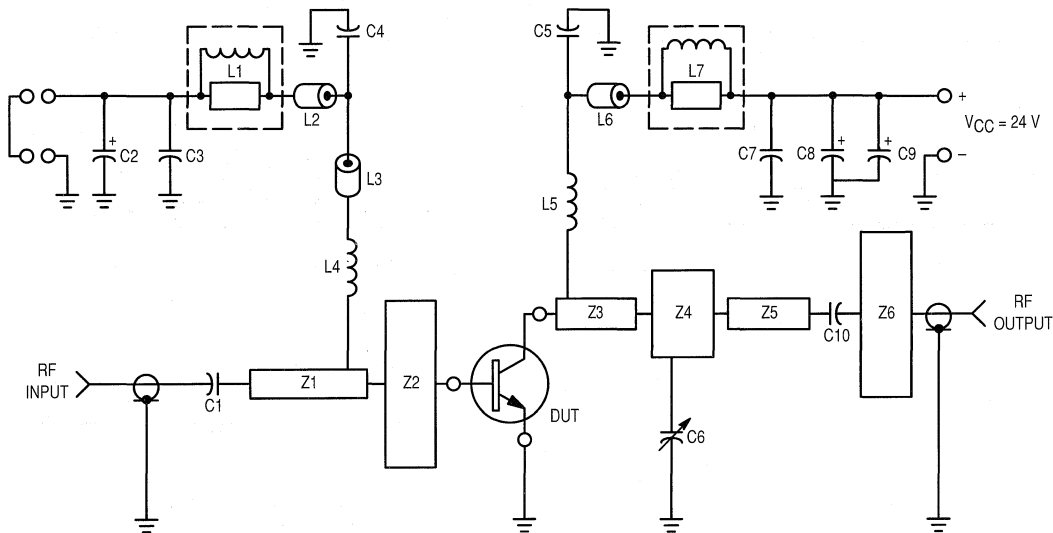 C4
C5
L1
L7
L2
L6
+
V_CC = 24 V
–
+
C2
C3
C7
+
C8
+
C9
L3
L5
L4
Z3
Z4
Z5
C10
Z6
RF
OUTPUT
RF
INPUT
C1
Z1
Z2
DUT
C6